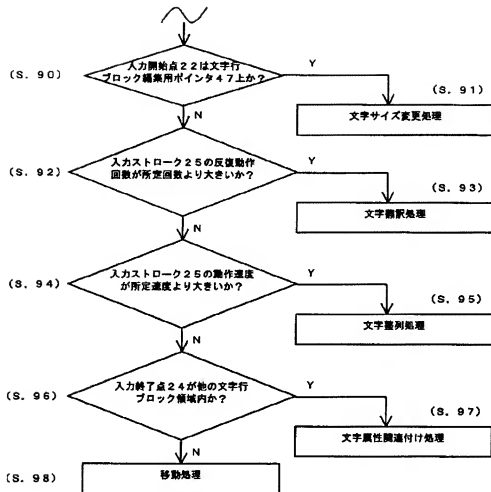 入力開始点22は文字行
ブロック編集用ポインタ47上か?
(S.90)
Y
(S.91)
文字サイズ変更処理
N
入力ストローク25の反復動作
回数が所定回数より大きいか?
(S.92)
Y
(S.93)
文字翻訳処理
N
入力ストローク25の動作速度
が所定速度より大きいか?
(S.94)
Y
(S.95)
文字整列処理
N
入力終了点24が他の文字行
ブロック領域内か?
(S.96)
Y
(S.97)
文字属性関連付け処理
N
(S.98)
移動処理